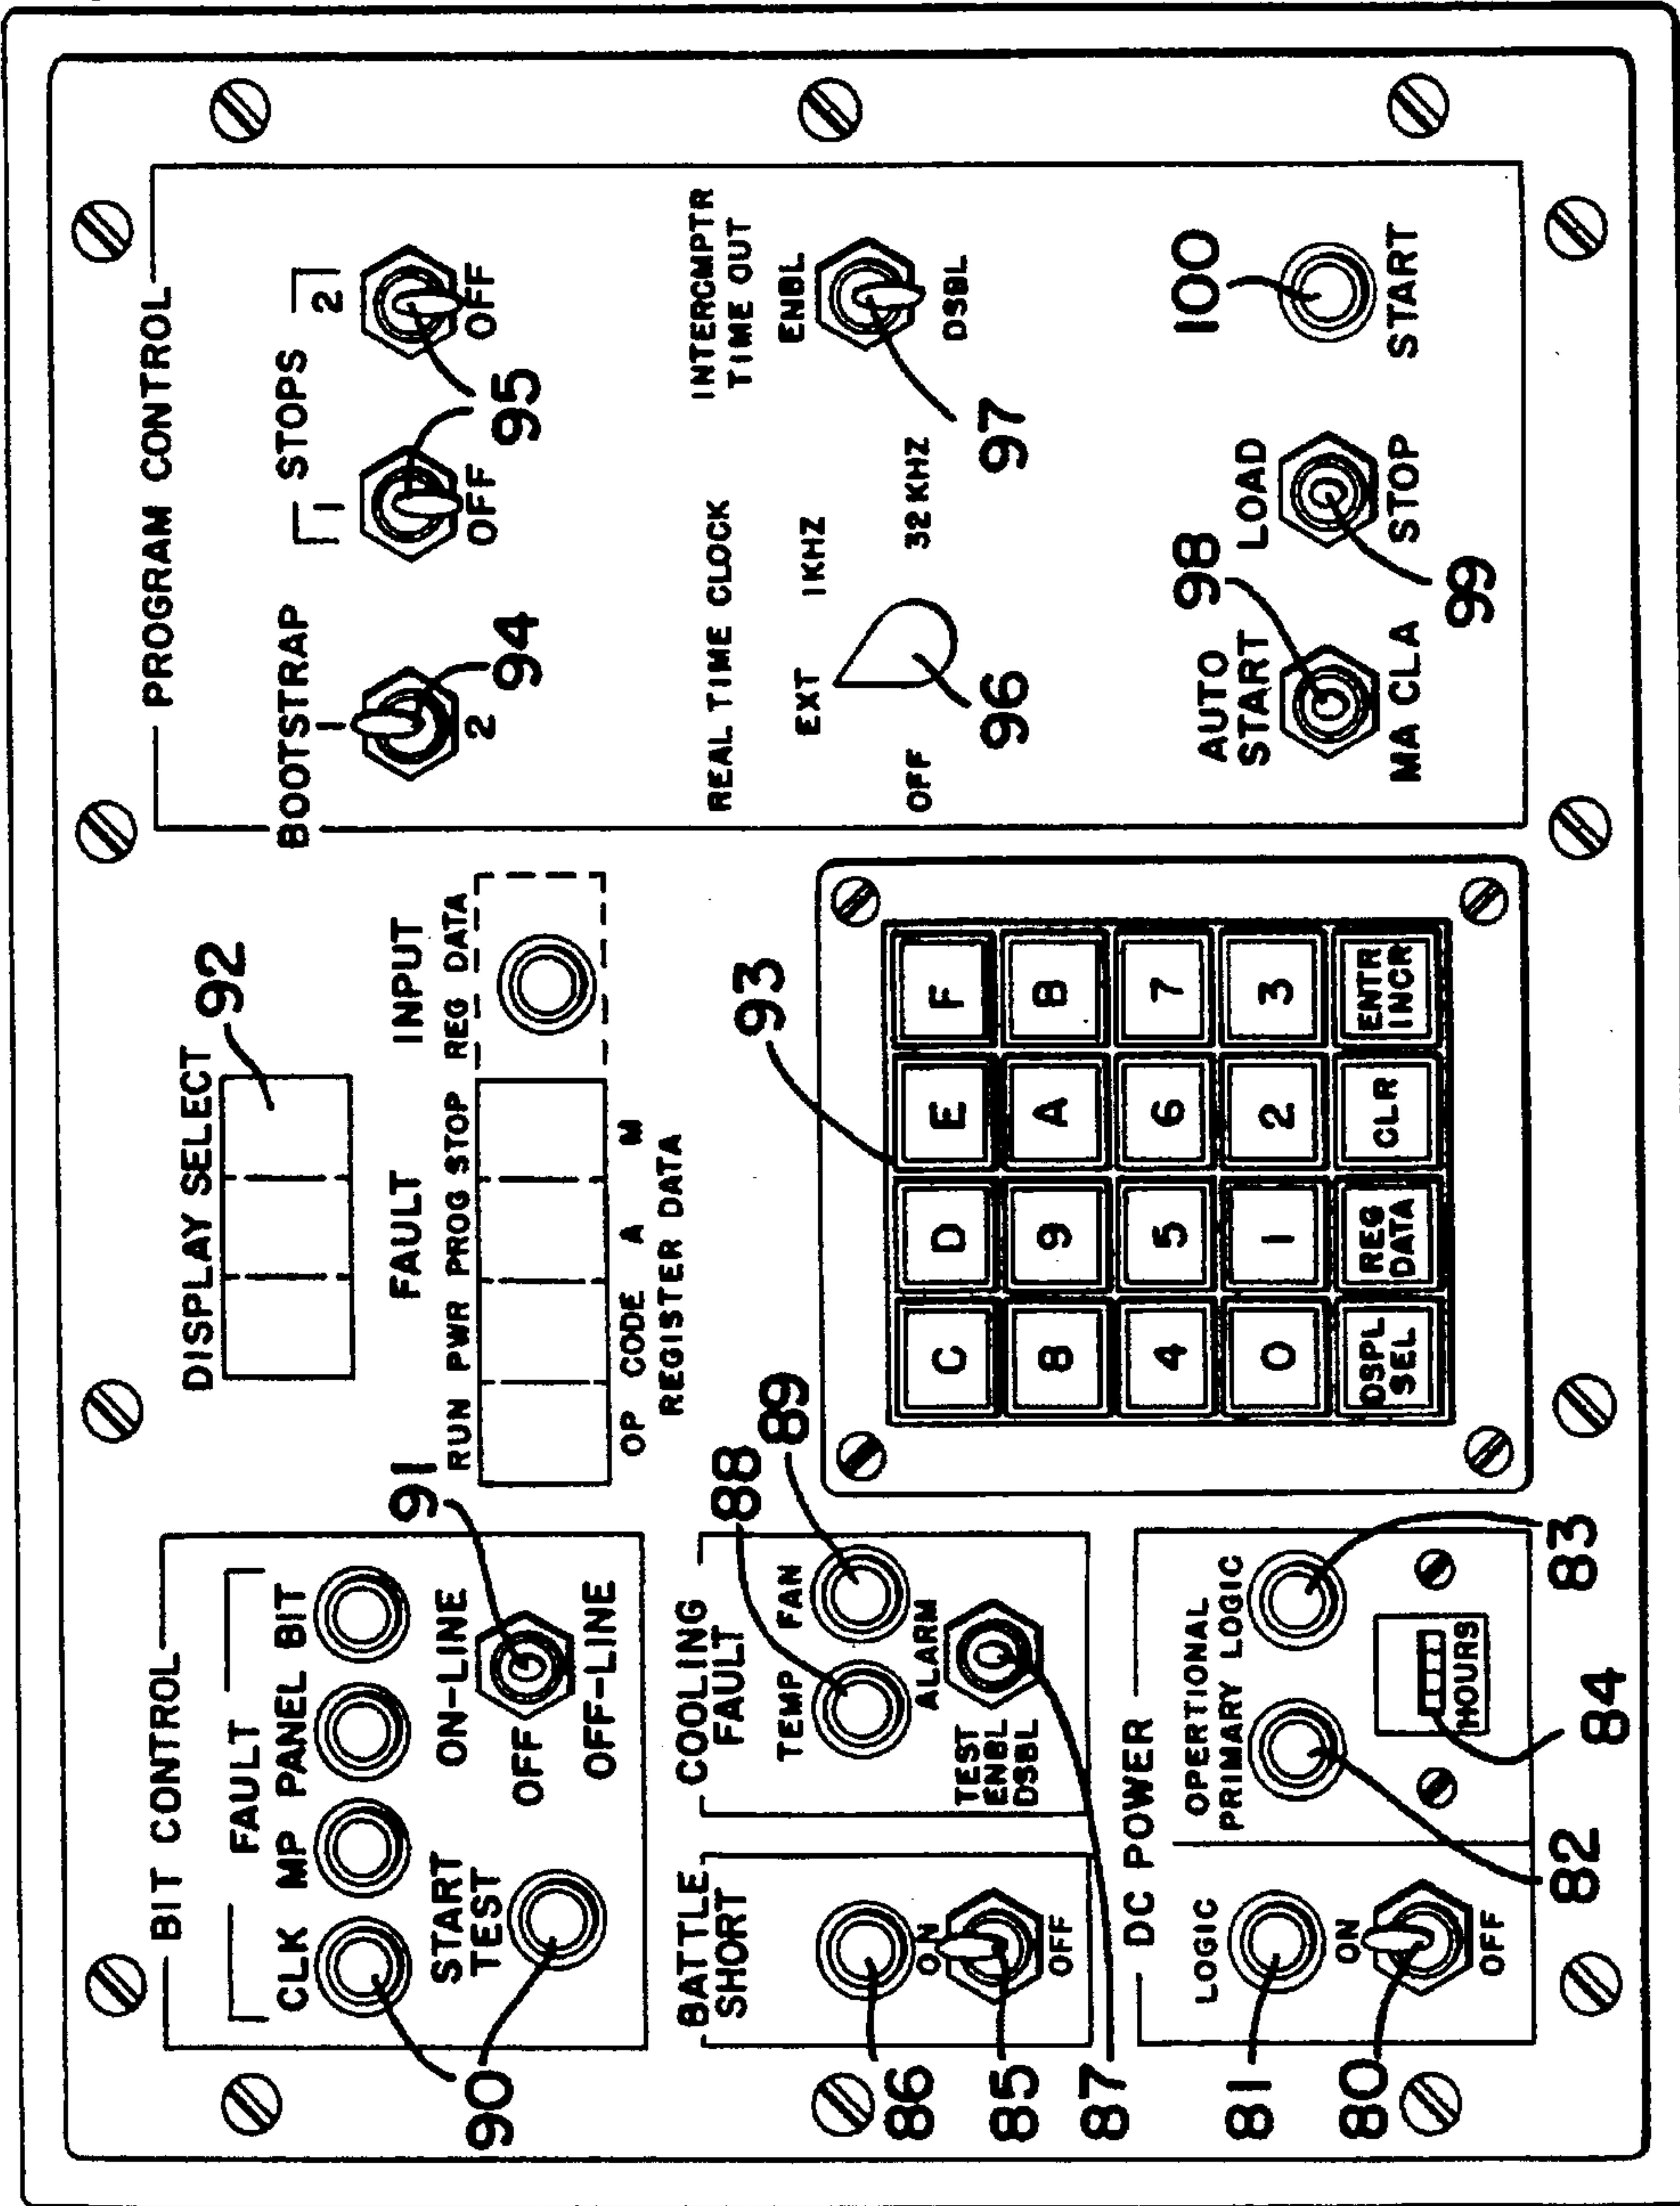 BIT CONTROL
FAULT
CLK MP PANEL BIT
START
TEST
ON-LINE
OFF
OFF-LINE
90
91
DISPLAY SELECT
92
FAULT
INPUT
RUN PWR PROG STOP REG DATA
OP CODE A M
REGISTER DATA
PROGRAM CONTROL
BOOTSTRAP
1
2
94
STOPS
1
2
OFF
OFF
95
REAL TIME CLOCK
OFF
EXT
1KHZ
32KHZ
96
INTERCMPTR
TIME OUT
ENBL
DSBL
97
AUTO
START
MA CLA
98
LOAD
STOP
99
100
START
BATTLE
SHORT
ON
OFF
86
85
COOLING
FAULT
TEMP FAN
88
89
ALARM
TEST
ENBL
DSBL
87
DC POWER
LOGIC
ON
OFF
81
80
OPERTIONAL
PRIMARY LOGIC
HOURS
82
84
83
93
C D E F
8 9 A B
4 5 6 7
0 1 2 3
DSPL
SEL
REG
DATA
CLR
ENTR
INCR